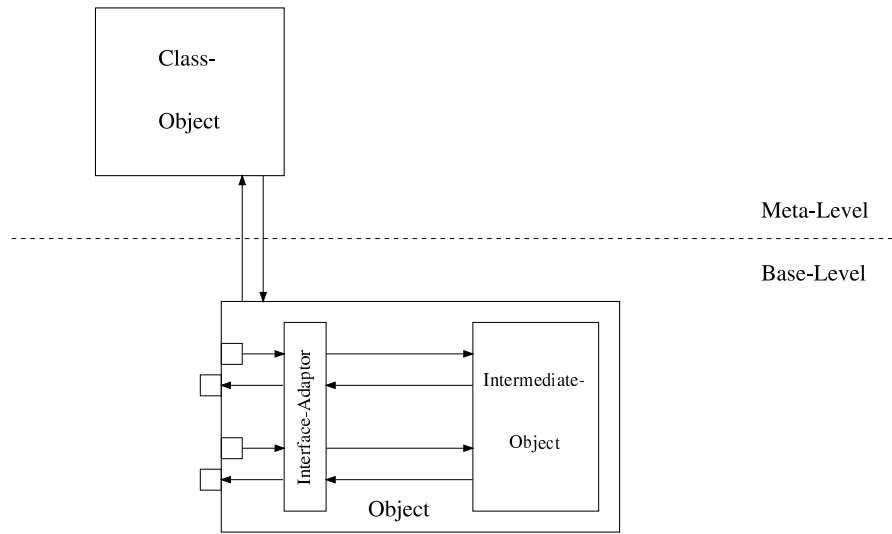 Class-
Object
Meta-Level
Base-Level
Interface-Adaptor
Intermediate-
Object
Object